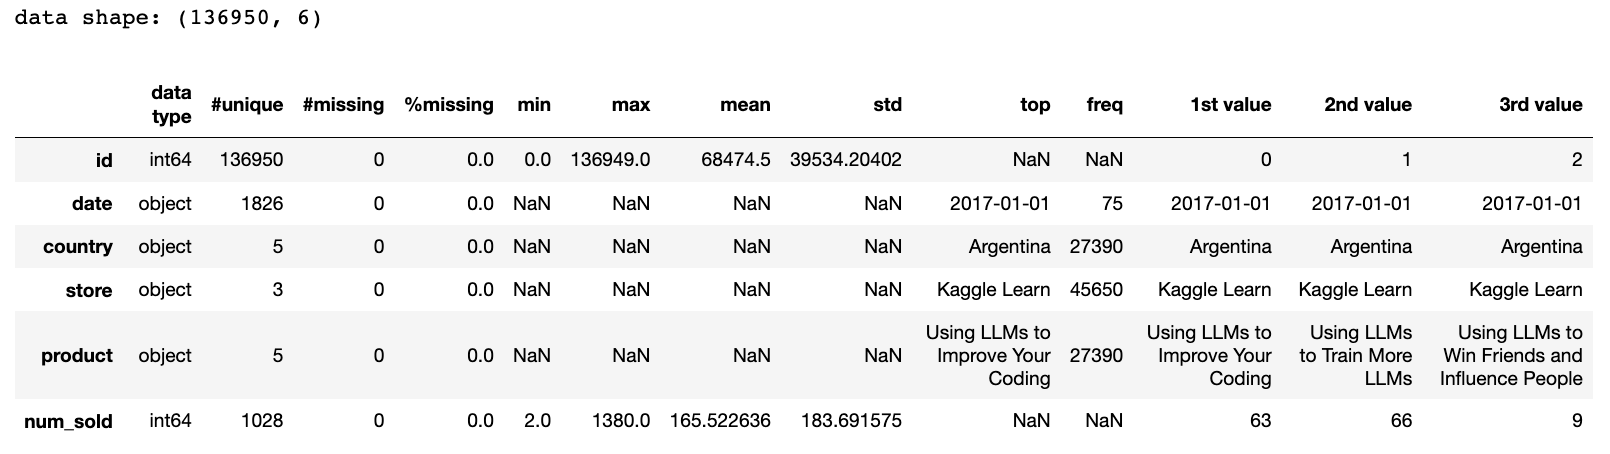 data shape: (136950, 6)
data type #unique #missing %missing min max mean std top freq 1st value 2nd value 3rd value
id int64 136950 0 0.0 0.0 136949.0 68474.5 39534.20402 NaN NaN 0 1 2
date object 1826 0 0.0 NaN NaN NaN NaN 2017-01-01 75 2017-01-01 2017-01-01 2017-01-01
country object 5 0 0.0 NaN NaN NaN NaN Argentina 27390 Argentina Argentina Argentina
store object 3 0 0.0 NaN NaN NaN NaN Kaggle Learn 45650 Kaggle Learn Kaggle Learn Kaggle Learn
product object 5 0 0.0 NaN NaN NaN NaN Using LLMs to Improve Your Coding 27390 Using LLMs to Improve Your Coding Using LLMs to Train More LLMs Using LLMs to Win Friends and Influence People
num_sold int64 1028 0 0.0 2.0 1380.0 165.522636 183.691575 NaN NaN 63 66 9